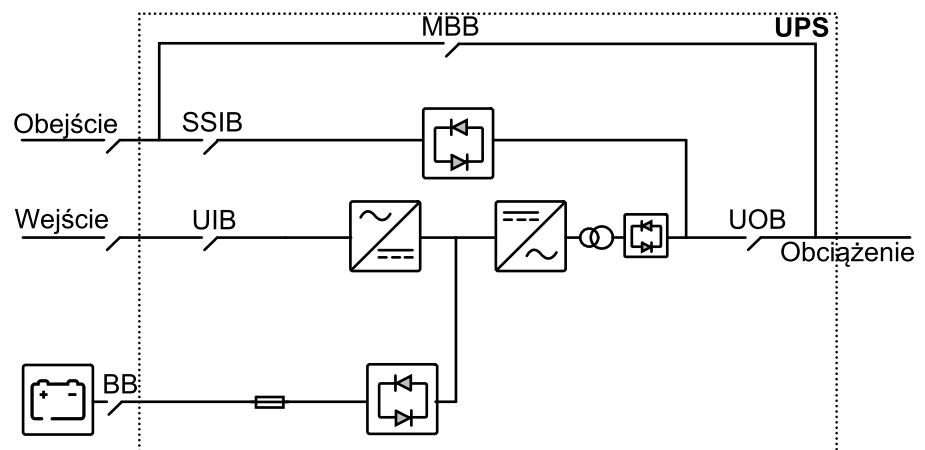 MBB
UPS
Obejście
SSIB
Wejście
UIB
UOB
Obciążenie
BB